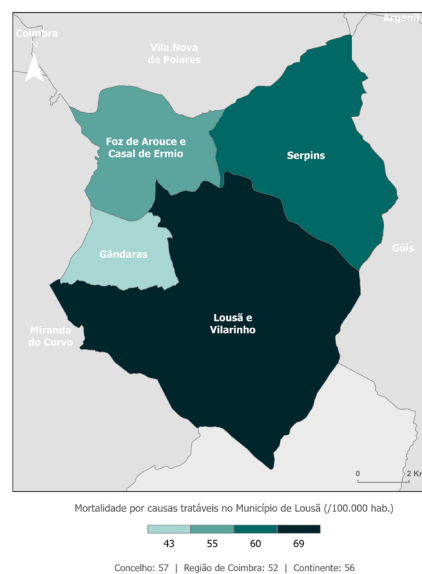 Coimbra
Arganil
Vila Nova
de Poiares
Foz de Arouce e
Casal de Ermio
Serpins
Gândaras
Góis
Lousã e
Vilarinho
Miranda
do Corvo
0 2 Km
Mortalidade por causas tratáveis no Município de Lousã (/100.000 hab.)
43 55 60 69
Concelho: 57 | Região de Coimbra: 52 | Continente: 56